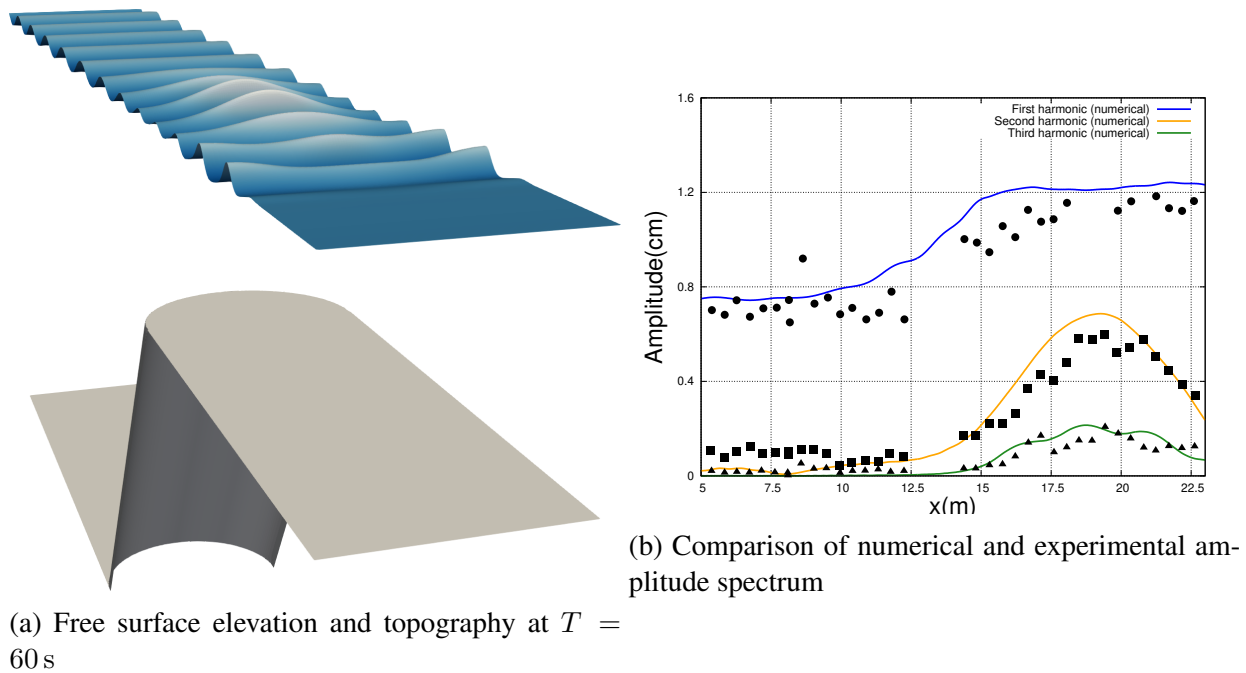 1.6
1.2
0.8
0.4
0
Amplitude(cm)
First harmonic (numerical)
Second harmonic (numerical)
Third harmonic (numerical)
5 7.5 10 12.5 15 17.5 20 22.5
x(m)
(b) Comparison of numerical and experimental am-
plitude spectrum
(a) Free surface elevation and topography at T =
60 s